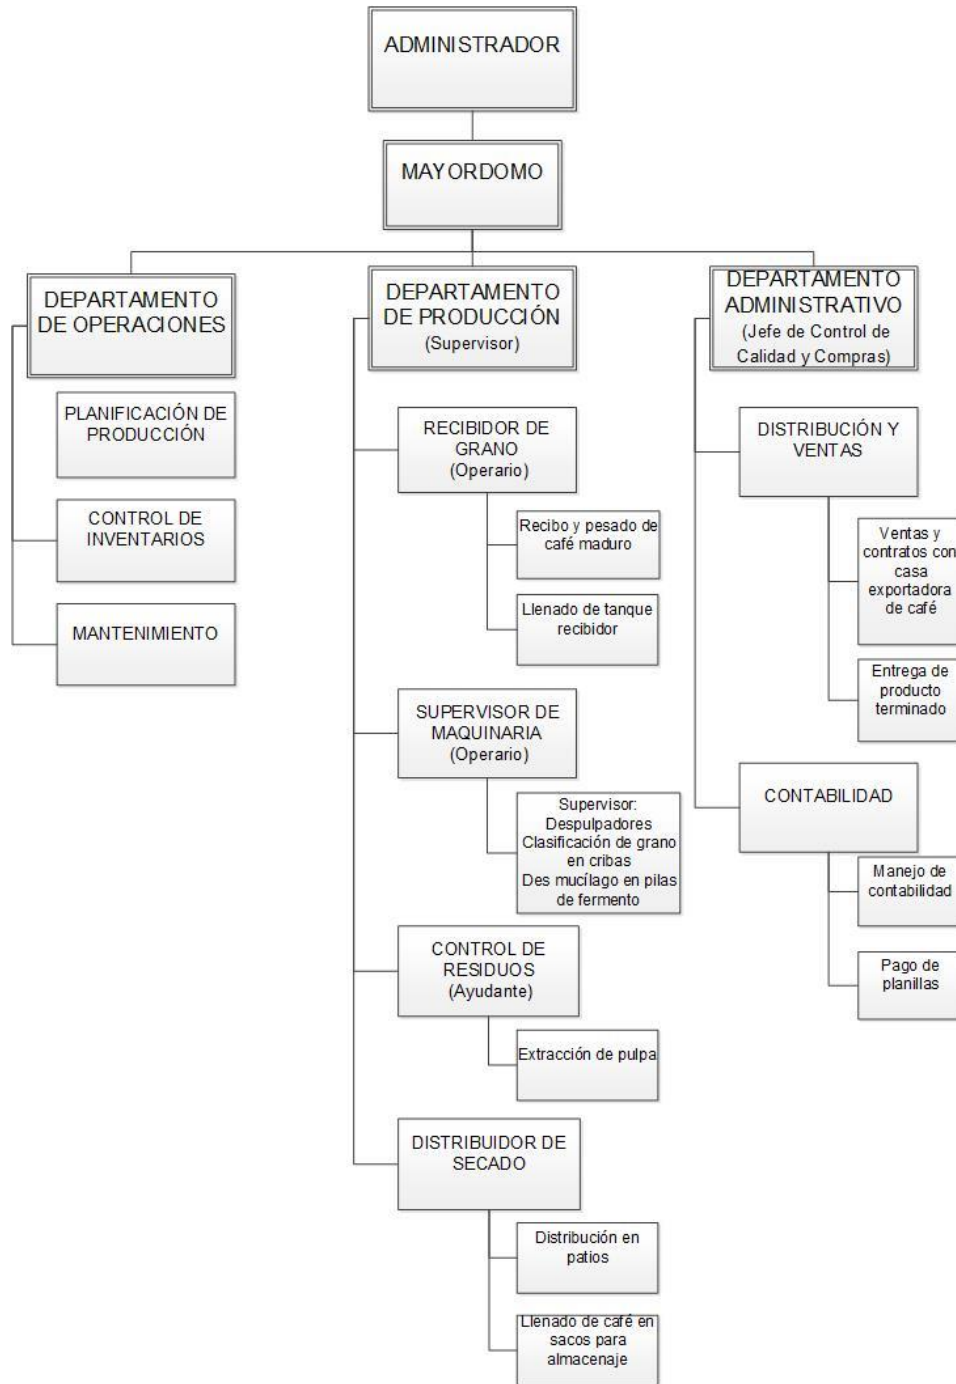 ADMINISTRADOR
MAYORDOMO
DEPARTAMENTO
DE OPERACIONES
PLANIFICACIÓN DE
PRODUCCIÓN
CONTROL DE
INVENTARIOS
MANTENIMIENTO
DEPARTAMENTO
DE PRODUCCIÓN
(Supervisor)
RECIBIDOR DE
GRANO
(Operario)
Recibo y pesado de
café maduro
Llenado de tanque
recibidor
SUPERVISOR DE
MAQUINARIA
(Operario)
Supervisor:
Despulpadores
Clasificación de grano
en cribas
Des mucílago en pilas
de fermento
CONTROL DE
RESIDUOS
(Ayudante)
Extracción de pulpa
DISTRIBUIDOR DE
SECADO
Distribución en
patios
Llenado de café en
sacos para
almacenaje
DEPARTAMENTO
ADMINISTRATIVO
(Jefe de Control de
Calidad y Compras)
DISTRIBUCIÓN Y
VENTAS
Ventas y
contratos con
casa
exportadora
de café
Entrega de
producto
terminado
CONTABILIDAD
Manejo de
contabilidad
Pago de
planillas